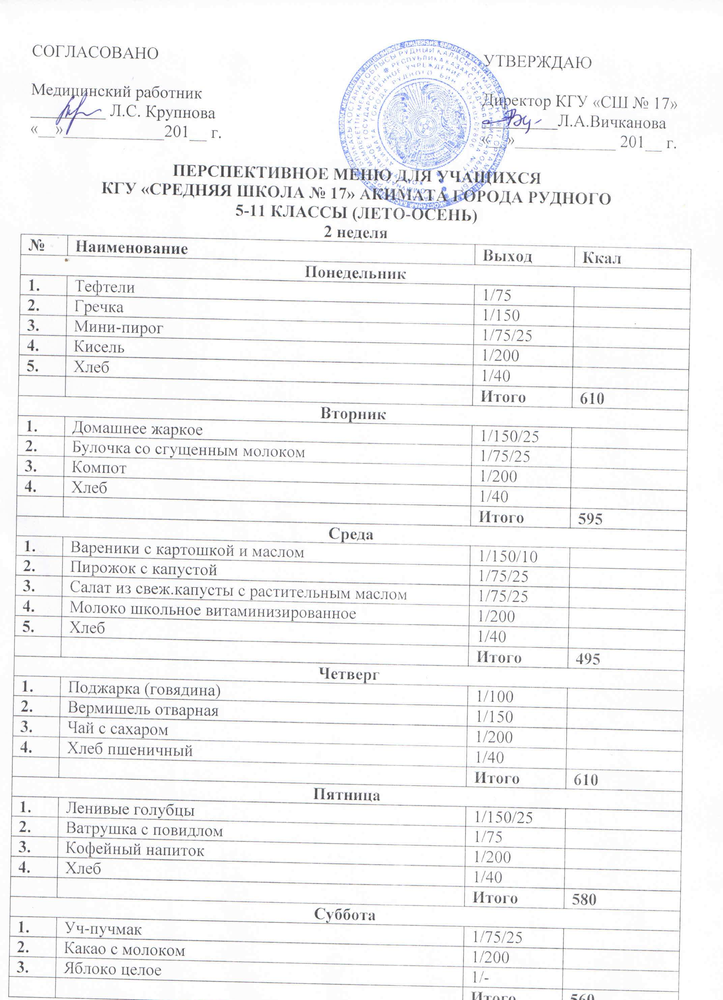 СОГЛАСОВАНО
Медицинский работник
_________ Л.С. Крупнова
«__»____________201__ г.
УТВЕРЖДАЮ
Директор КГУ «СШ № 17»
_________Л.А.Вичканова
«__»____________ 201__ г.
ПЕРСПЕКТИВНОЕ МЕНЮ ДЛЯ УЧАЩИХСЯ
КГУ «СРЕДНЯЯ ШКОЛА № 17» АКИМАТА ГОРОДА РУДНОГО
5-11 КЛАССЫ (ЛЕТО-ОСЕНЬ)
2 неделя
№ Наименование Выход Ккал
Понедельник
1. Тефтели 1/75
2. Гречка 1/150
3. Мини-пирог 1/75/25
4. Кисель 1/200
5. Хлеб 1/40
Итого 610
Вторник
1. Домашнее жаркое 1/150/25
2. Булочка со сгущенным молоком 1/75/25
3. Компот 1/200
4. Хлеб 1/40
Итого 595
Среда
1. Вареники с картошкой и маслом 1/150/10
2. Пирожок с капустой 1/75/25
3. Салат из свеж.капусты с растительным маслом 1/75/25
4. Молоко школьное витаминизированное 1/200
5. Хлеб 1/40
Итого 495
Четверг
1. Поджарка (говядина) 1/100
2. Вермишель отварная 1/150
3. Чай с сахаром 1/200
4. Хлеб пшеничный 1/40
Итого 610
Пятница
1. Ленивые голубцы 1/150/25
2. Ватрушка с повидлом 1/75
3. Кофейный напиток 1/200
4. Хлеб 1/40
Итого 580
Суббота
1. Уч-пучмак 1/75/25
2. Какао с молоком 1/200
3. Яблоко целое 1/-
Итого 560